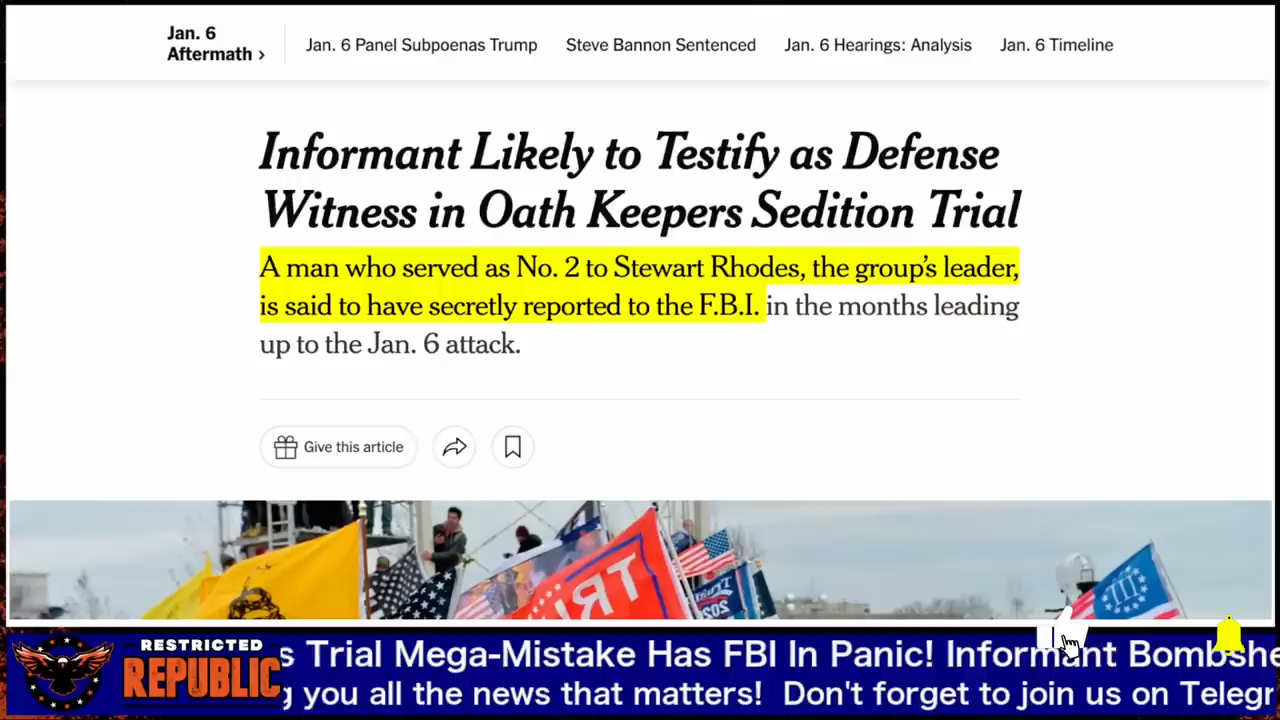 Jan. 6
Aftermath ›
Jan. 6 Panel Subpoenas Trump
Steve Bannon Sentenced
Jan. 6 Hearings: Analysis
Jan. 6 Timeline
Informant Likely to Testify as Defense
Witness in Oath Keepers Sedition Trial
A man who served as No. 2 to Stewart Rhodes, the group's leader,
is said to have secretly reported to the F.B.I. in the months leading
up to the Jan. 6 attack.
Give this article
RESTRICTED
REPUBLIC
s Trial Mega-Mistake Has FBI In Panic! Informant Bombshe
g you all the news that matters! Don't forget to join us on Telegr